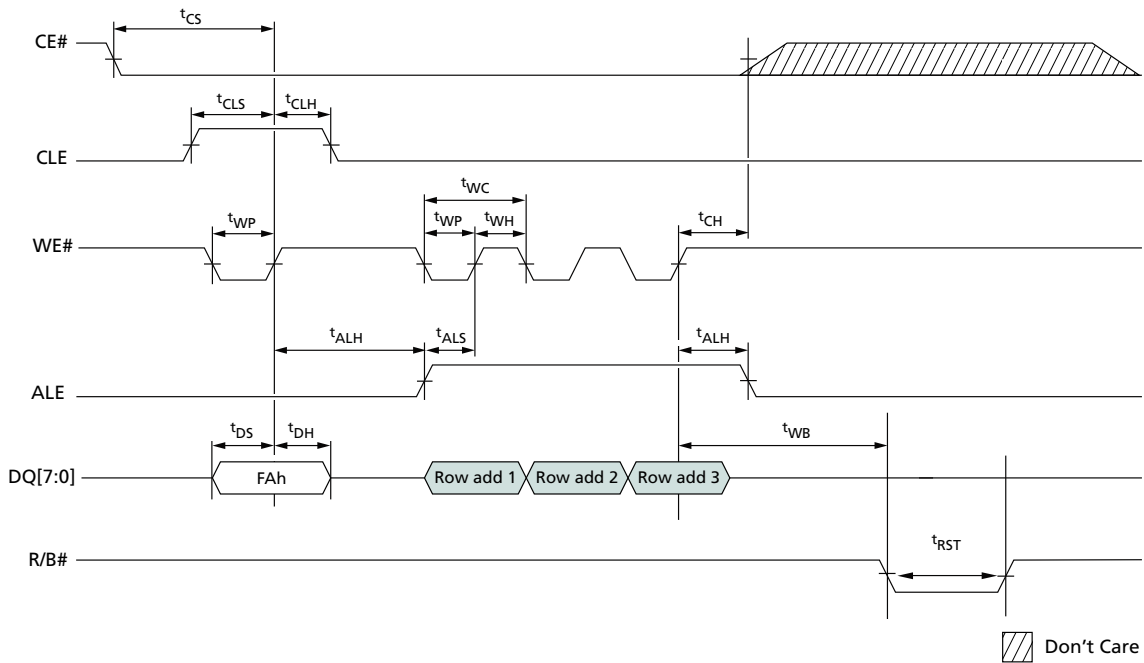 tCS
CE#
tCLS tCLH
CLE
tWC
tWP tWP tWH tCH
WE#
tALH tALS tALH
ALE
tDS tDH tWB
DQ[7:0] FAh Row add 1 Row add 2 Row add 3
R/B# tRST
Don't Care